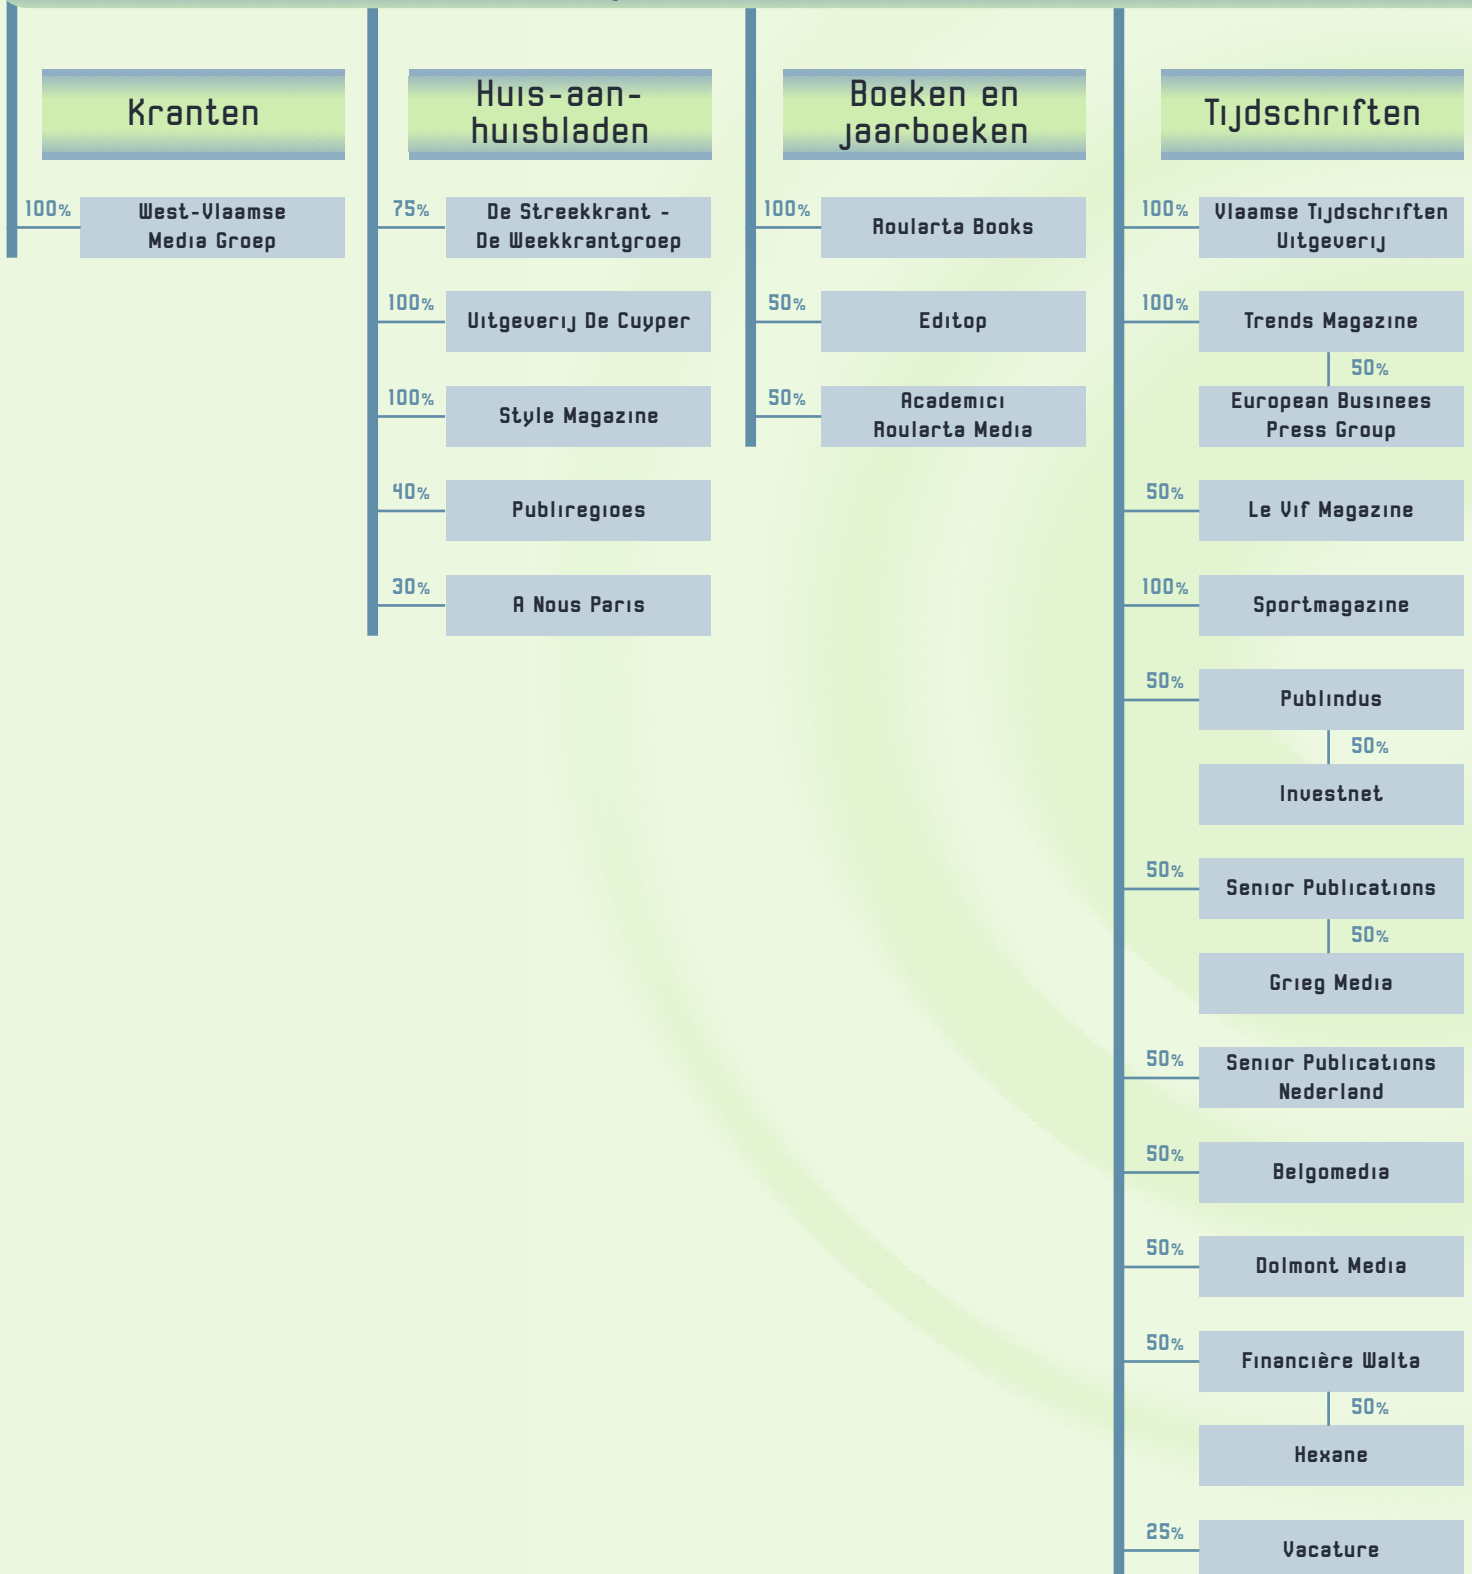 Kranten
100%
West-Vlaamse
Media Groep
Huis-aan-
huisbladen
75%
De Streekkrant -
De Weekkrantgroep
100%
Uitgeverij De Cuyper
100%
Style Magazine
40%
Publiregioes
30%
A Nous Paris
Boeken en
jaarboeken
100%
Roularta Books
50%
Editop
50%
Academici
Roularta Media
Tijdschriften
100%
Vlaamse Tijdschriften
Uitgeverij
100%
Trends Magazine
50%
European Businees
Press Group
50%
Le Vif Magazine
100%
Sportmagazine
50%
Publindus
50%
Investnet
50%
Senior Publications
50%
Grieg Media
50%
Senior Publications
Nederland
50%
Belgomedia
50%
Dolmont Media
50%
Financière Walta
50%
Hexane
25%
Vacature